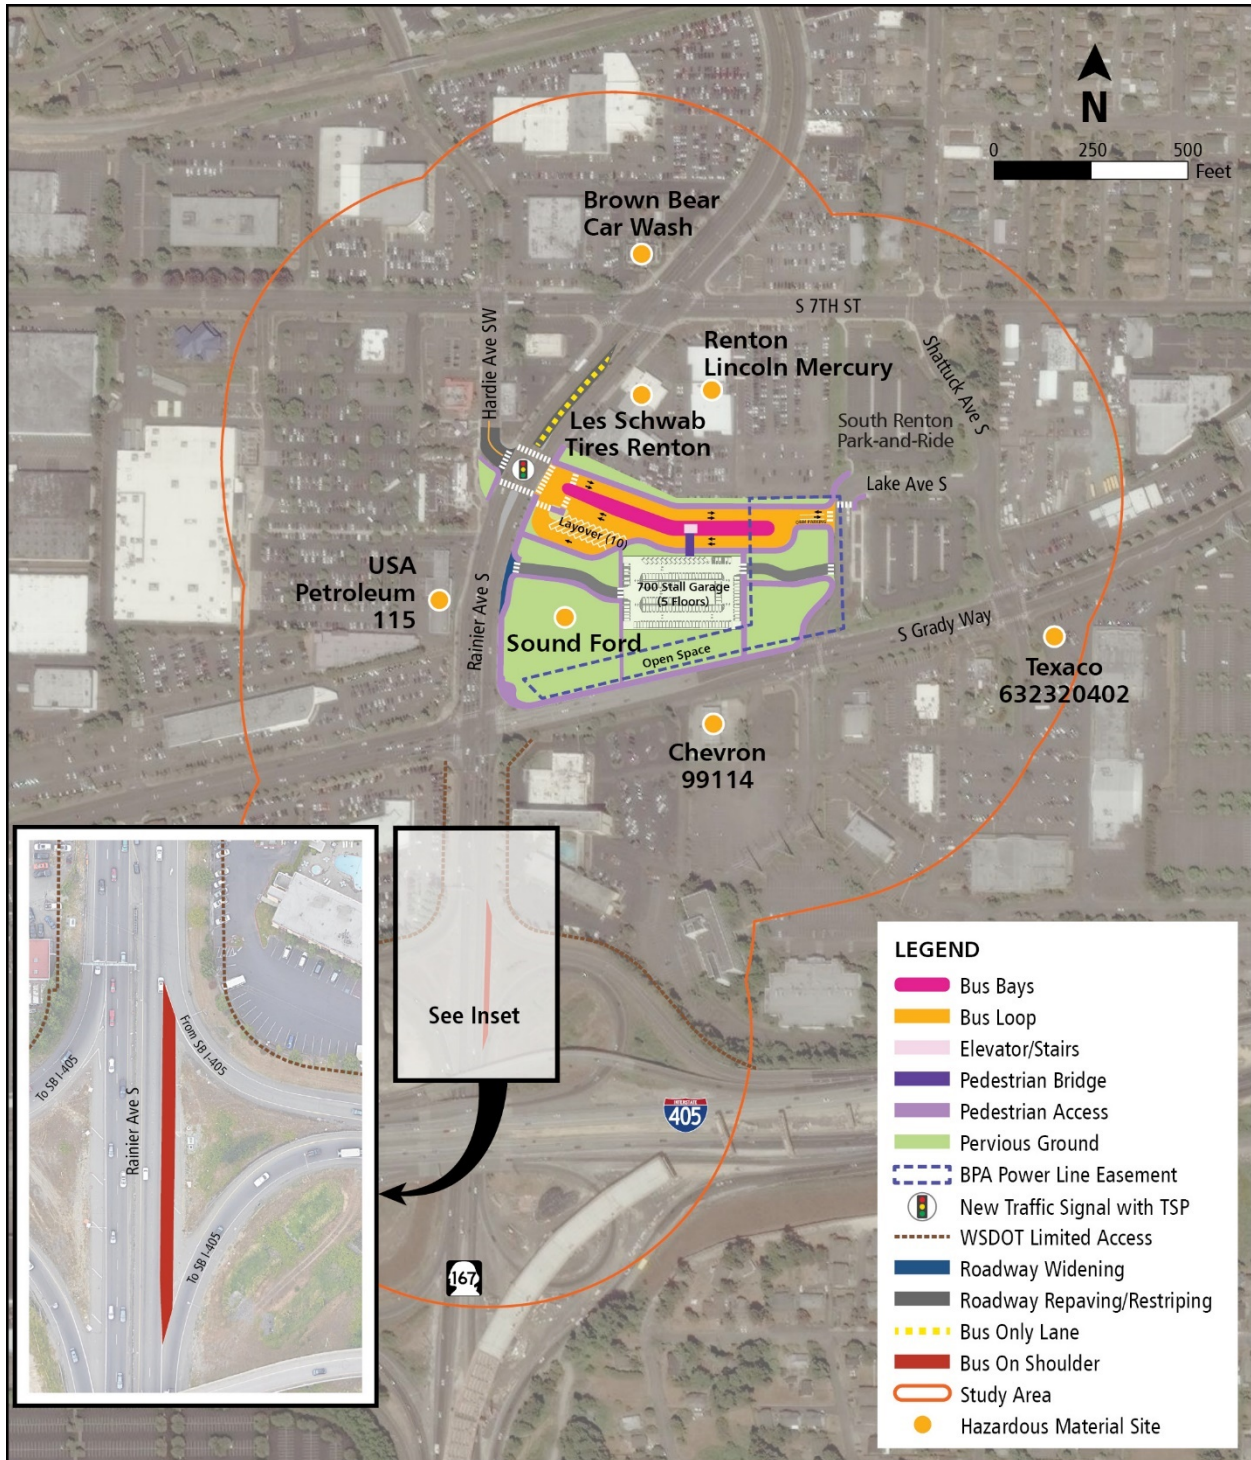 N
0 250 500
Feet
Brown Bear
Car Wash
S 7TH ST
Hardie Ave SW
Renton
Lincoln Mercury
Shattuck Ave S
Les Schwab
Tires Renton
South Renton
Park-and-Ride
Lake Ave S
Layover (10)
USA
Petroleum
115
700 Stall Garage
(5 Floors)
Rainier Ave S
Sound Ford
S Grady Way
Open Space
Texaco
632320402
Chevron
99114
See Inset
To SB I-405
From SB I-405
Rainier Ave S
To SB I-405
INTERSTATE
405
167
LEGEND
Bus Bays
Bus Loop
Elevator/Stairs
Pedestrian Bridge
Pedestrian Access
Pervious Ground
BPA Power Line Easement
New Traffic Signal with TSP
WSDOT Limited Access
Roadway Widening
Roadway Repaving/Restriping
Bus Only Lane
Bus On Shoulder
Study Area
Hazardous Material Site